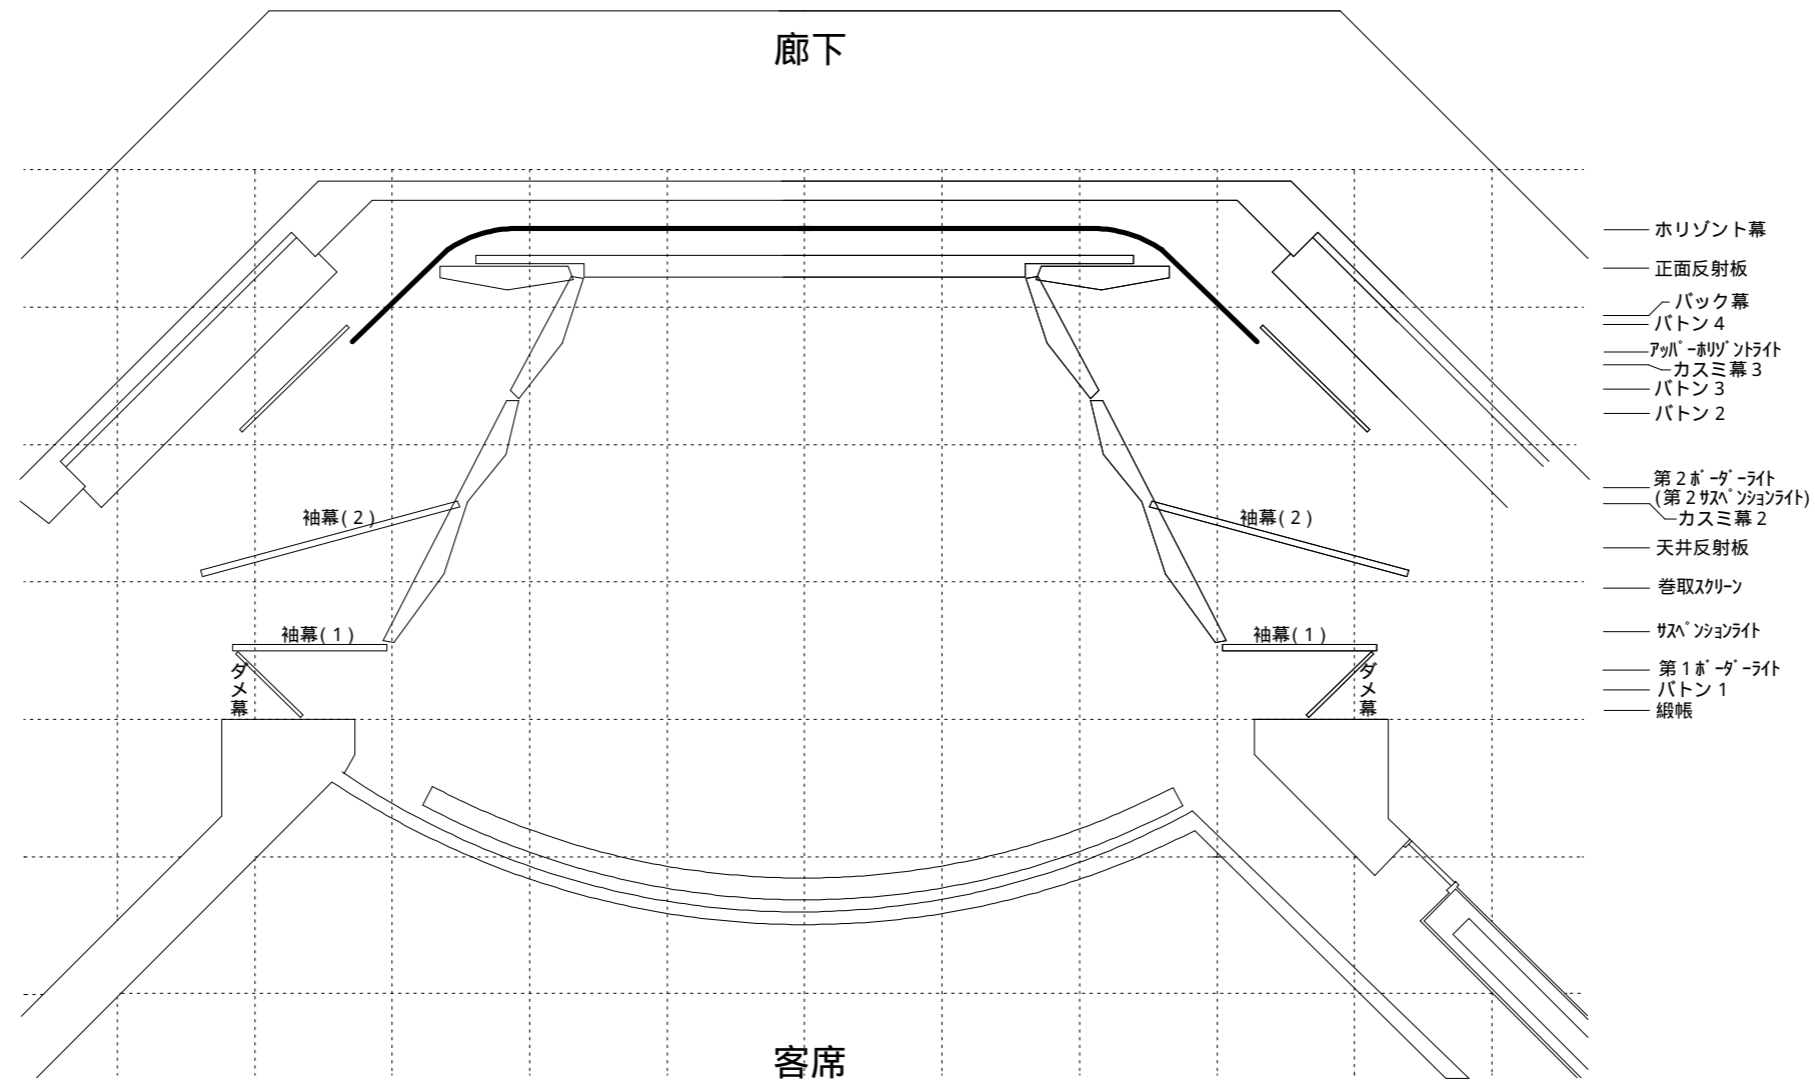 廊下
ホリゾント幕
正面反射板
バック幕
バトン4
ｱｯﾊﾟｰﾎﾘｿﾞﾝﾄﾗｲﾄ
カスミ幕3
バトン3
バトン2
第2ﾎﾞｰﾀﾞｰﾗｲﾄ
(第2ｻｽﾍﾟﾝｼｮﾝﾗｲﾄ)
カスミ幕2
袖幕(2)
袖幕(2)
天井反射板
巻取ｽｸﾘｰﾝ
袖幕(1)
袖幕(1)
ｻｽﾍﾟﾝｼｮﾝﾗｲﾄ
ダメ幕
ダメ幕
第1ﾎﾞｰﾀﾞｰﾗｲﾄ
バトン1
緞帳
客席